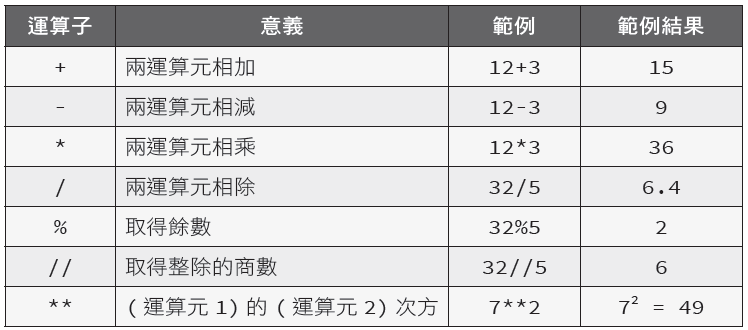 運算子 意義 範例 範例結果
+ 兩運算元相加 12+3 15
- 兩運算元相減 12-3 9
* 兩運算元相乘 12*3 36
/ 兩運算元相除 32/5 6.4
% 取得餘數 32%5 2
// 取得整除的商數 32//5 6
** (運算元1)的(運算元2)次方 7**2 7² = 49